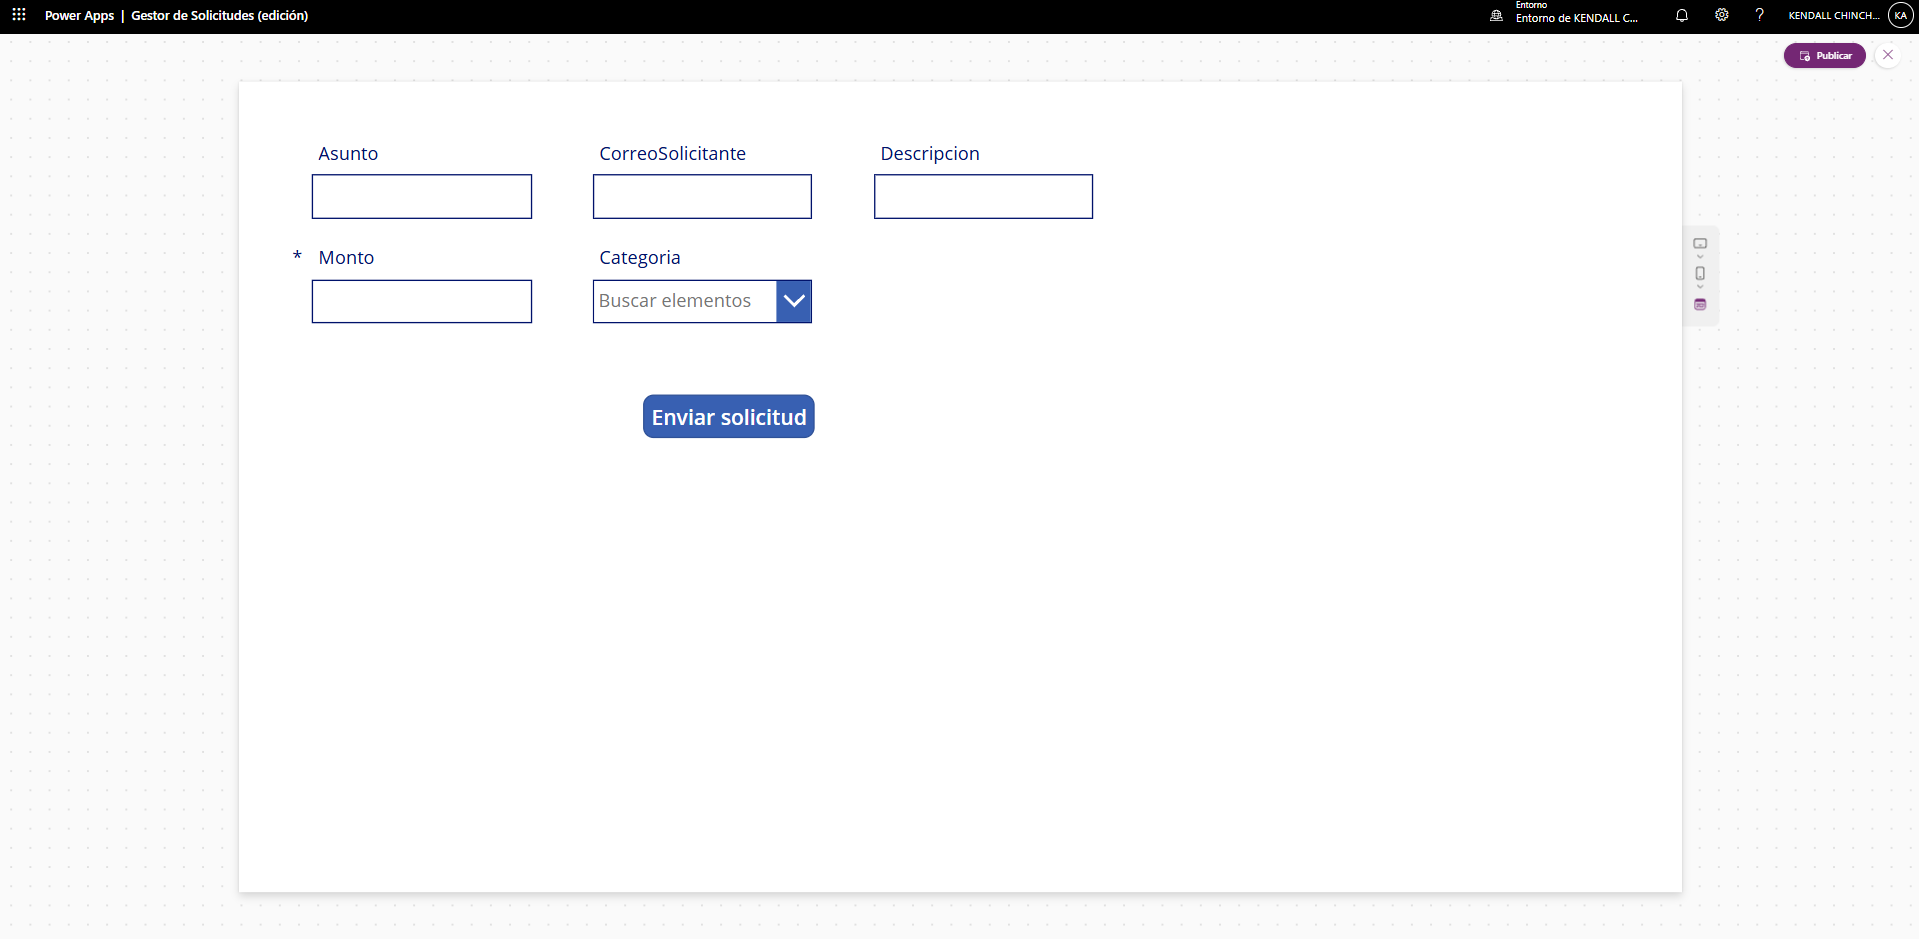 Power Apps | Gestor de Solicitudes (edición)
Entorno
Entorno de KENDALL C...
KENDALL CHINCH...
KA
Publicar
Asunto
CorreoSolicitante
Descripcion
* Monto
Categoria
Buscar elementos
Enviar solicitud